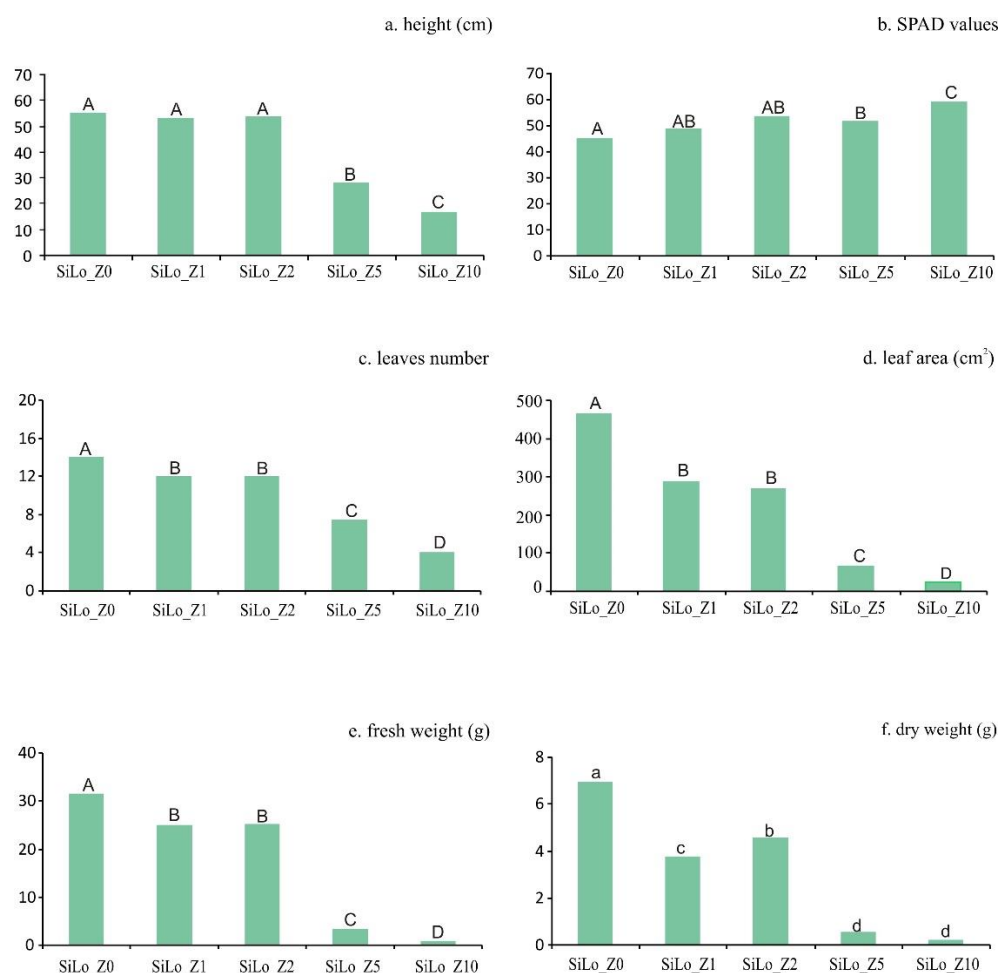 a. height (cm)
70
60
50
40
30
20
10
0
A
A
A
B
C
SiLo_Z0
SiLo_Z1
SiLo_Z2
SiLo_Z5
SiLo_Z10
b. SPAD values
70
60
50
40
30
20
10
0
A
AB
AB
B
C
SiLo_Z0
SiLo_Z1
SiLo_Z2
SiLo_Z5
SiLo_Z10
c. leaves number
20
16
12
8
4
0
A
B
B
C
D
SiLo_Z0
SiLo_Z1
SiLo_Z2
SiLo_Z5
SiLo_Z10
d. leaf area (cm²)
500
400
300
200
100
0
A
B
B
C
D
SiLo_Z0
SiLo_Z1
SiLo_Z2
SiLo_Z5
SiLo_Z10
e. fresh weight (g)
40
30
20
10
0
A
B
B
C
D
SiLo_Z0
SiLo_Z1
SiLo_Z2
SiLo_Z5
SiLo_Z10
f. dry weight (g)
8
6
4
2
0
a
c
b
d
d
SiLo_Z0
SiLo_Z1
SiLo_Z2
SiLo_Z5
SiLo_Z10